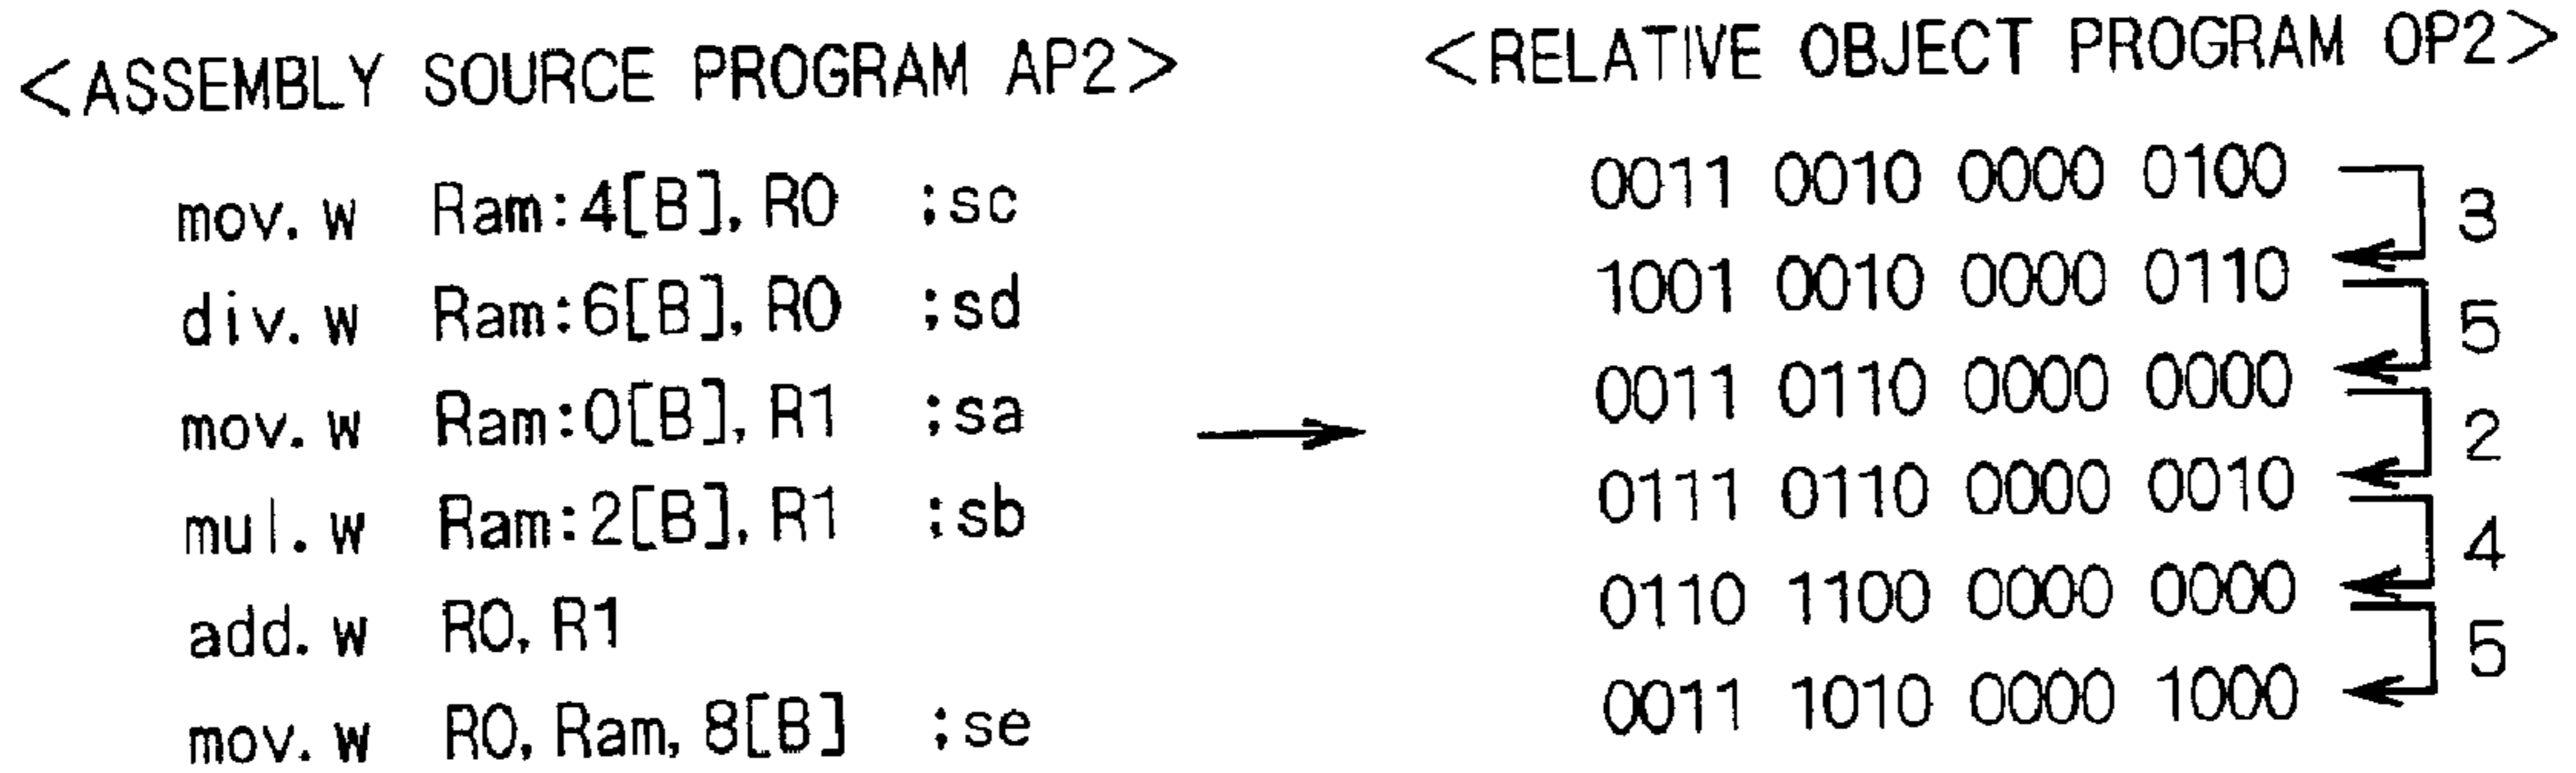 <ASSEMBLY SOURCE PROGRAM AP2>
mov.w Ram:4[B], R0 ;sc
div.w Ram:6[B], R0 ;sd
mov.w Ram:0[B], R1 ;sa
mul.w Ram:2[B], R1 ;sb
add.w R0, R1
mov.w R0, Ram, 8[B] ;se
<RELATIVE OBJECT PROGRAM OP2>
0011 0010 0000 0100
1001 0010 0000 0110
0011 0110 0000 0000
0111 0110 0000 0010
0110 1100 0000 0000
0011 1010 0000 1000
3
5
2
4
5